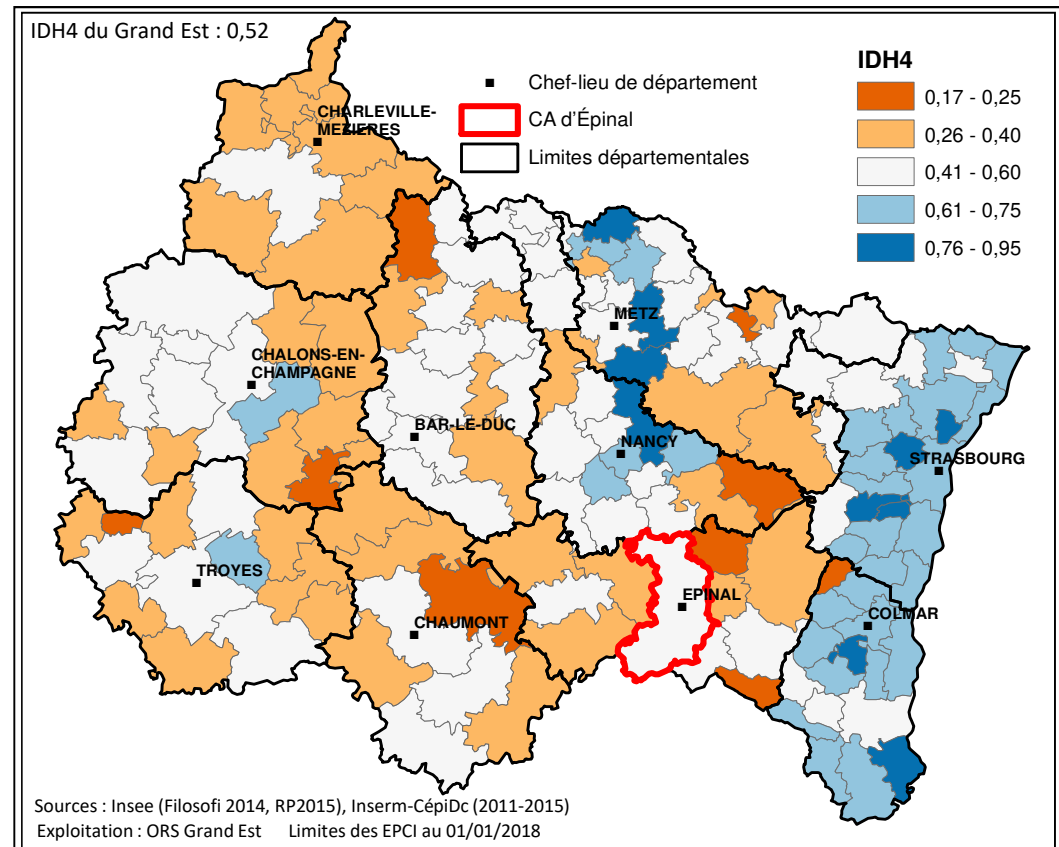 IDH4 du Grand Est : 0,52
IDH4
Chef-lieu de département
CA d'Épinal
Limites départementales
0,17 - 0,25
0,26 - 0,40
0,41 - 0,60
0,61 - 0,75
0,76 - 0,95
CHARLEVILLE-
MEZIERES
METZ
CHALONS-EN-
CHAMPAGNE
BAR-LE-DUC
NANCY
STRASBOURG
TROYES
EPINAL
COLMAR
CHAUMONT
Sources : Insee (Filosofi 2014, RP2015), Inserm-CépiDc (2011-2015)
Exploitation : ORS Grand Est Limites des EPCI au 01/01/2018